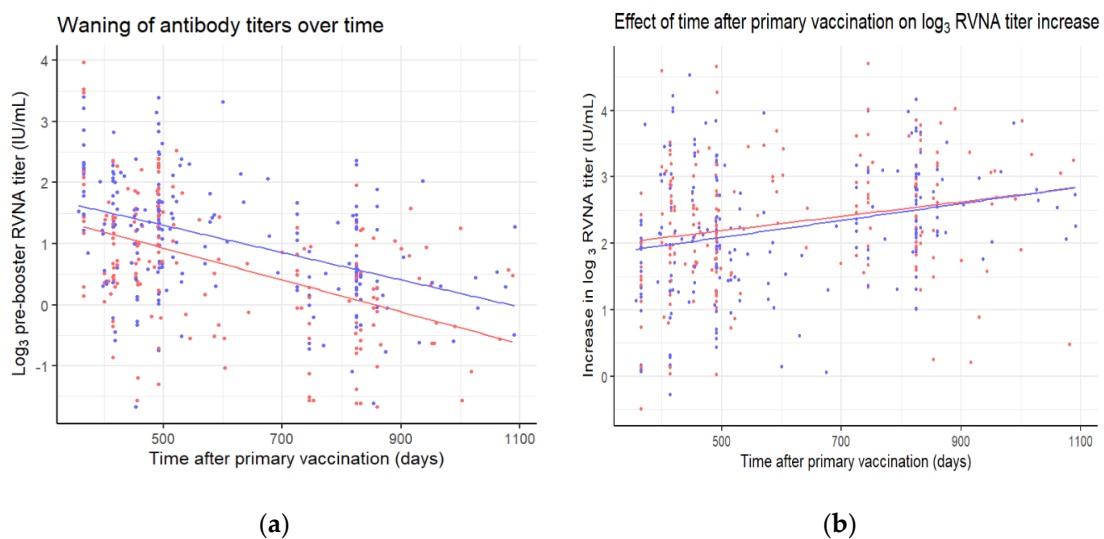 Waning of antibody titers over time
Log3 pre-booster RVNA titer (IU/mL)
4
3
2
1
0
-1
500
700
900
1100
Time after primary vaccination (days)
(a)
Effect of time after primary vaccination on log3 RVNA titer increase
Increase in log 3 RVNA titer (IU/mL)
4
3
2
1
0
500
700
900
1100
Time after primary vaccination (days)
(b)